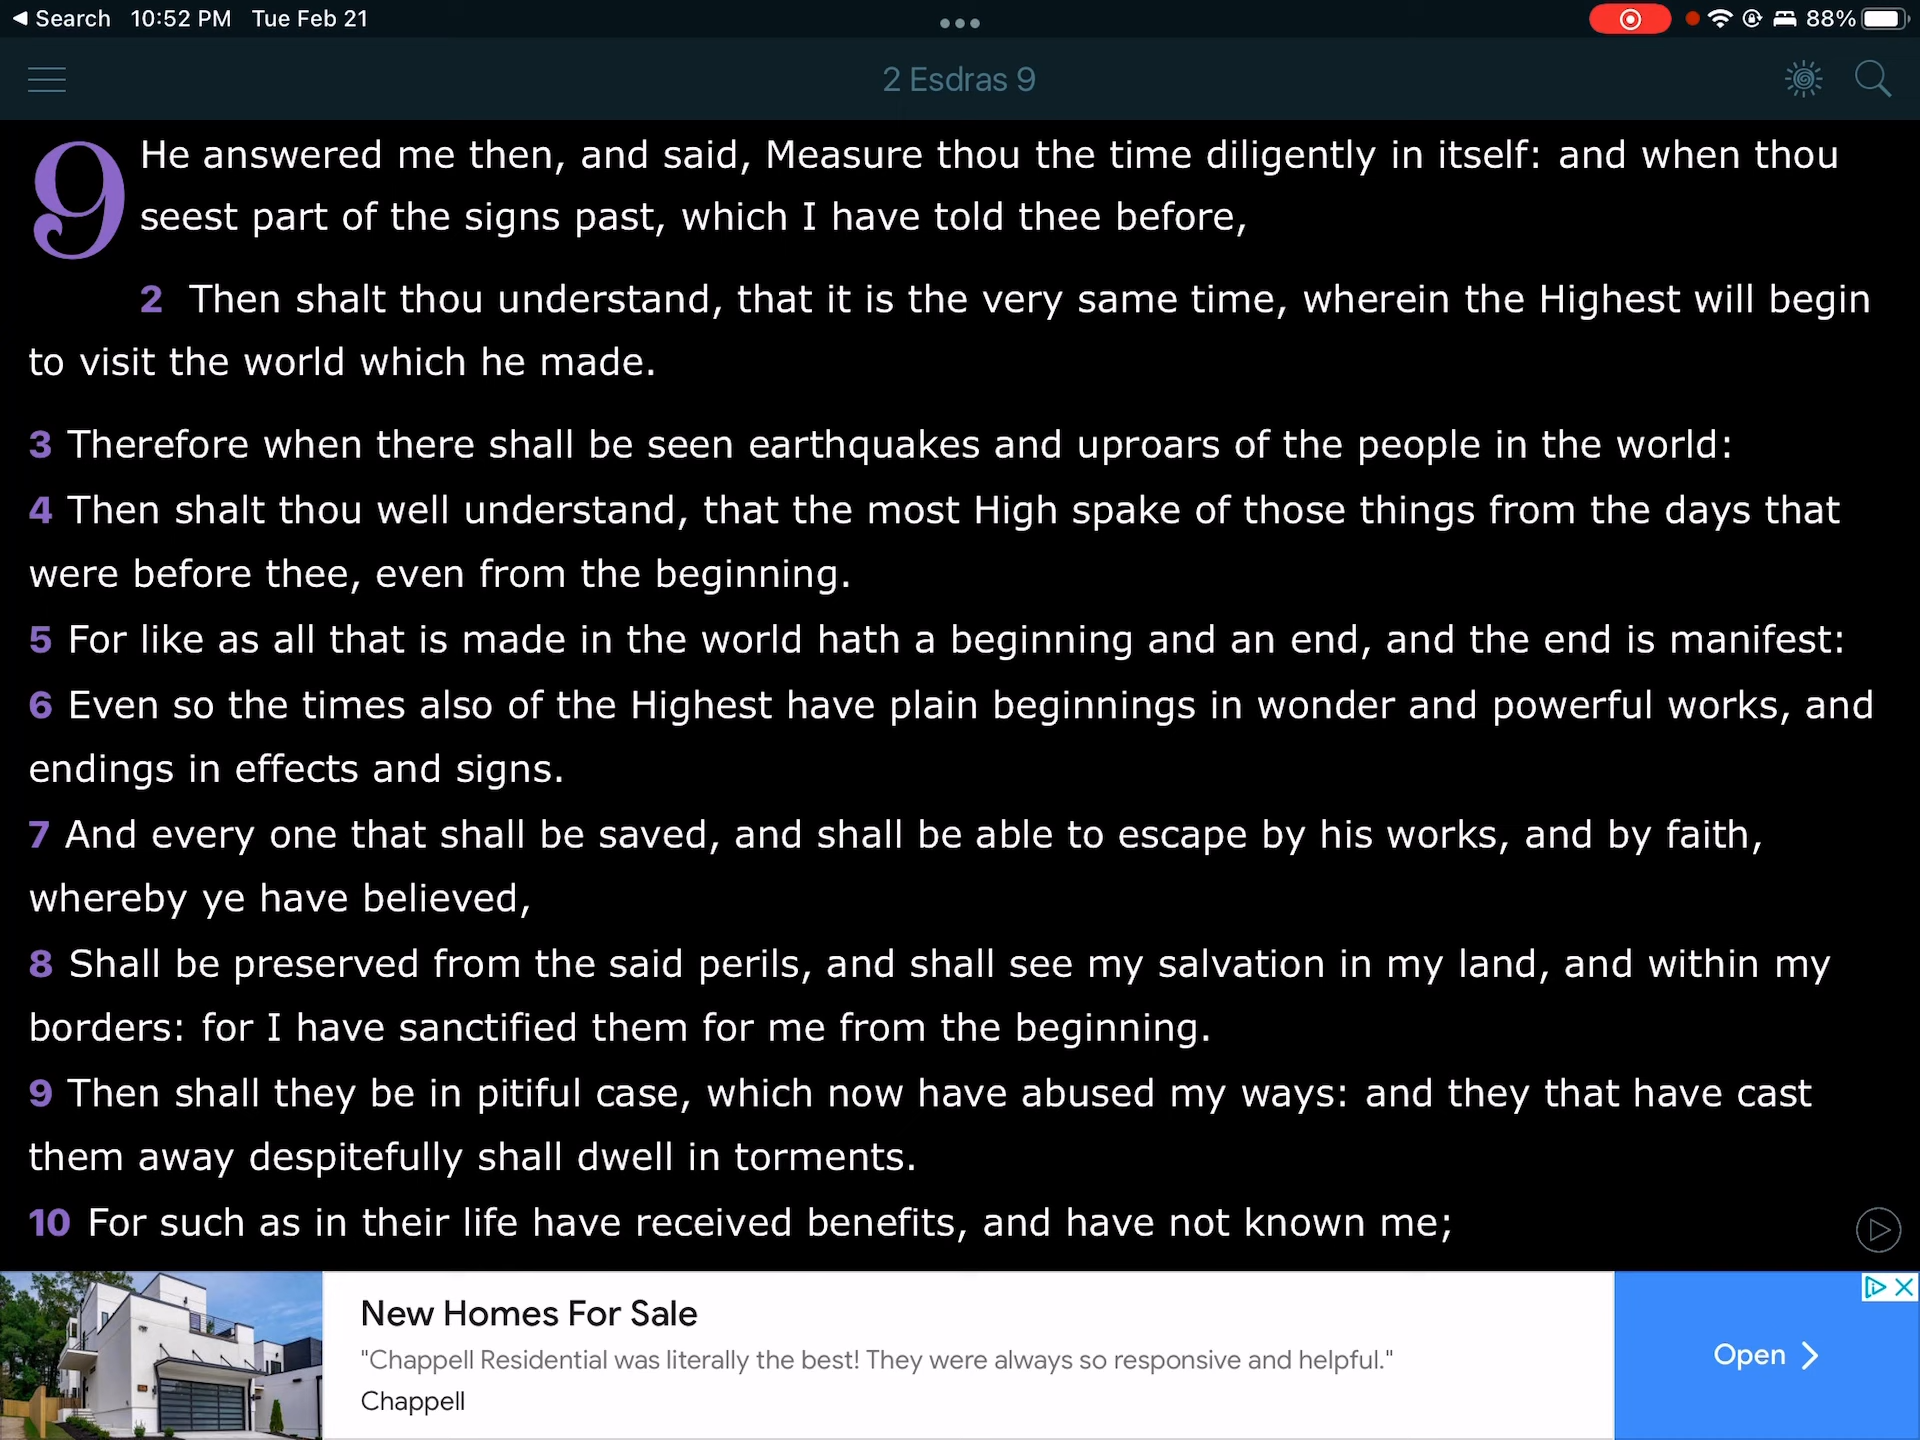 Search 10:52 PM Tue Feb 21 88%
2 Esdras 9
9 He answered me then, and said, Measure thou the time diligently in itself: and when thou
seest part of the signs past, which I have told thee before,
2 Then shalt thou understand, that it is the very same time, wherein the Highest will begin
to visit the world which he made.
3 Therefore when there shall be seen earthquakes and uproars of the people in the world:
4 Then shalt thou well understand, that the most High spake of those things from the days that
were before thee, even from the beginning.
5 For like as all that is made in the world hath a beginning and an end, and the end is manifest:
6 Even so the times also of the Highest have plain beginnings in wonder and powerful works, and
endings in effects and signs.
7 And every one that shall be saved, and shall be able to escape by his works, and by faith,
whereby ye have believed,
8 Shall be preserved from the said perils, and shall see my salvation in my land, and within my
borders: for I have sanctified them for me from the beginning.
9 Then shall they be in pitiful case, which now have abused my ways: and they that have cast
them away despitefully shall dwell in torments.
10 For such as in their life have received benefits, and have not known me;
New Homes For Sale
"Chappell Residential was literally the best! They were always so responsive and helpful."
Chappell
Open